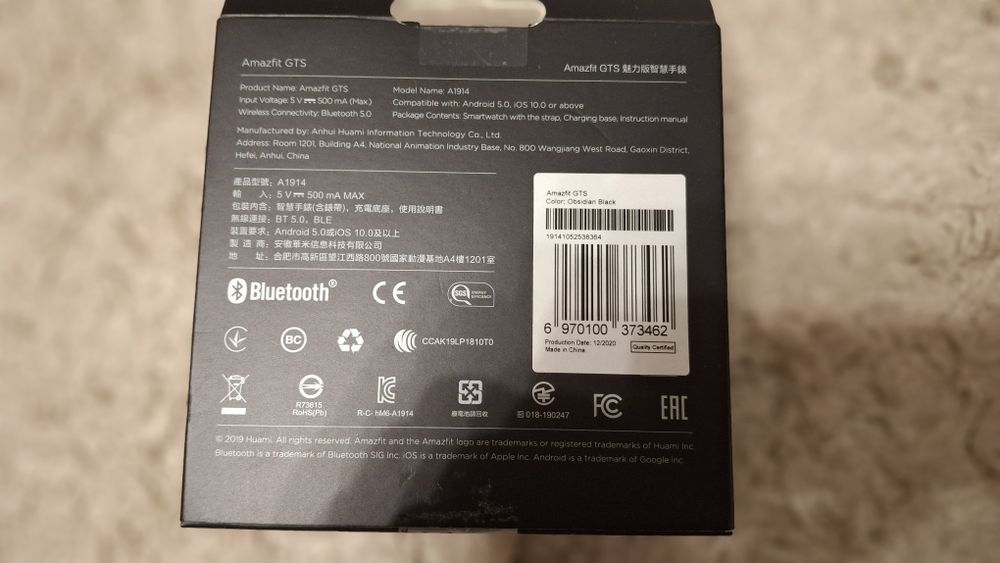 Amazfit GTS
Amazfit GTS 魅力版智慧手錶
Product Name: Amazfit GTS
Model Name: A1914
Input Voltage: 5 V⎓500 mA (Max.)
Compatible with: Android 5.0, iOS 10.0 or above
Wireless Connectivity: Bluetooth 5.0
Package Contents: Smartwatch with the strap, Charging base, Instruction manual
Manufactured by: Anhui Huami Information Technology Co., Ltd.
Address: Room 1201, Building A4, National Animation Industry Base, No. 800 Wangjiang West Road, Gaoxin District,
Hefei, Anhui, China
產品型號: A1914
輸 入: 5 V⎓500 mA MAX
包裝內含: 智慧手錶(含錶帶), 充電底座, 使用說明書
無線連接: BT 5.0, BLE
裝置要求: Android 5.0或iOS 10.0及以上
製 造 商: 安徽華米信息科技有限公司
地 址: 合肥市高新區望江西路800號國家動漫基地A4樓1201室
Amazfit GTS
Color: Obsidian Black
19141052538364
6 970100 373462
Production Date: 12/2020
Made in China
Quality Certified
Bluetooth®
CE
SGS ENERGY EFFICIENCY
BC
CCAK19LP1810T0
R73615
RoHS(Pb)
R-C- hM6-A1914
廢電池請回收
018-190247
FC
EAC
© 2019 Huami. All rights reserved. Amazfit and the Amazfit logo are trademarks or registered trademarks of Huami Inc.
Bluetooth is a trademark of Bluetooth SIG Inc. iOS is a trademark of Apple Inc. Android is a trademark of Google Inc.